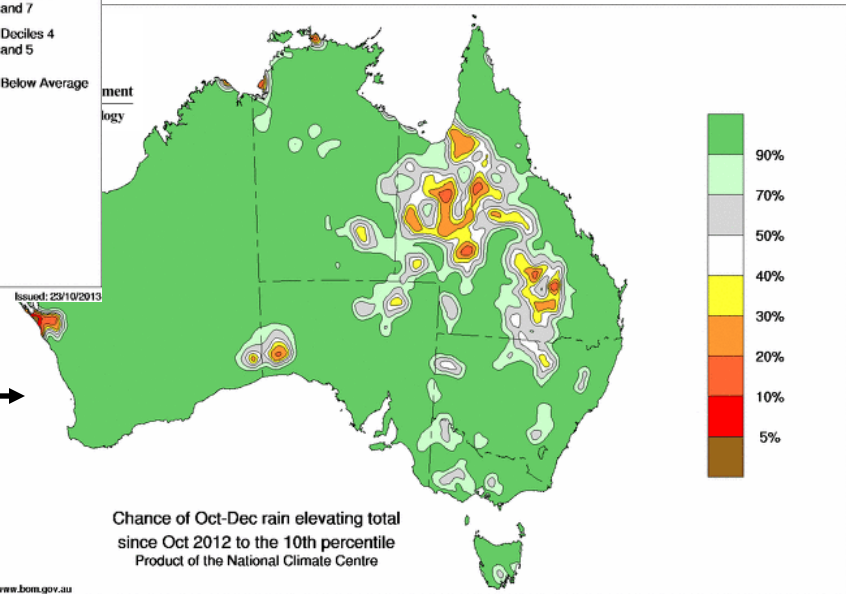 and 7
Deciles 4
and 5
Below Average
ment
logy
Issued: 23/10/2013
90%
70%
50%
40%
30%
20%
10%
5%
Chance of Oct-Dec rain elevating total
since Oct 2012 to the 10th percentile
Product of the National Climate Centre
www.bom.gov.au